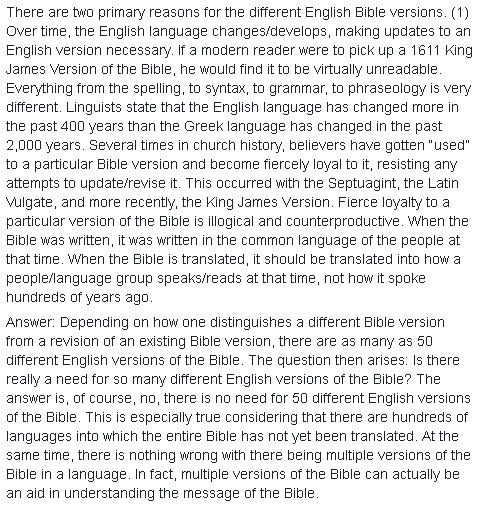 There are two primary reasons for the different English Bible versions. (1)
Over time, the English language changes/develops, making updates to an
English version necessary. If a modern reader were to pick up a 1611 King
James Version of the Bible, he would find it to be virtually unreadable.
Everything from the spelling, to syntax, to grammar, to phraseology is very
different. Linguists state that the English language has changed more in
the past 400 years than the Greek language has changed in the past
2,000 years. Several times in church history, believers have gotten "used"
to a particular Bible version and become fiercely loyal to it, resisting any
attempts to update/revise it. This occurred with the Septuagint, the Latin
Vulgate, and more recently, the King James Version. Fierce loyalty to a
particular version of the Bible is illogical and counterproductive. When the
Bible was written, it was written in the common language of the people at
that time. When the Bible is translated, it should be translated into how a
people/language group speaks/reads at that time, not how it spoke
hundreds of years ago.
Answer: Depending on how one distinguishes a different Bible version
from a revision of an existing Bible version, there are as many as 50
different English versions of the Bible. The question then arises: Is there
really a need for so many different English versions of the Bible? The
answer is, of course, no, there is no need for 50 different English versions
of the Bible. This is especially true considering that there are hundreds of
languages into which the entire Bible has not yet been translated. At the
same time, there is nothing wrong with there being multiple versions of the
Bible in a language. In fact, multiple versions of the Bible can actually be
an aid in understanding the message of the Bible.